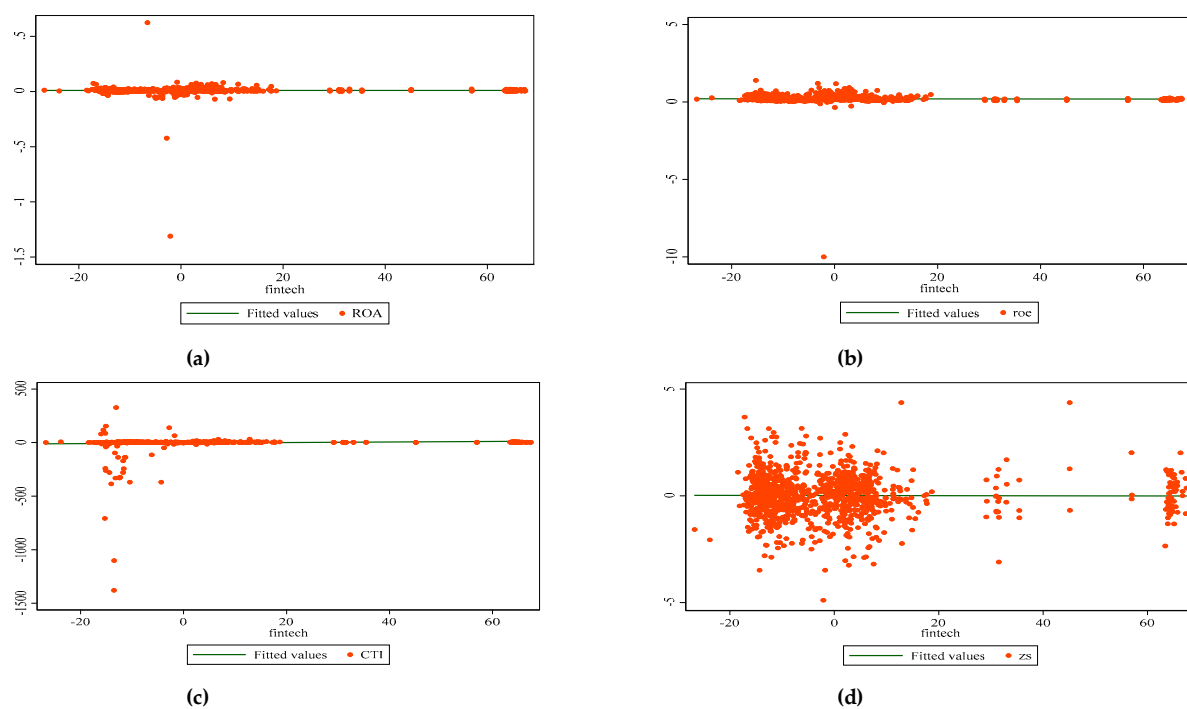 .5
0
-.5
-1
-1.5
-20 0 20 40 60
fintech
Fitted values ROA
(a)
5
0
-5
-10
-20 0 20 40 60
fintech
Fitted values roe
(b)
500
0
-500
-1000
-1500
-20 0 20 40 60
fintech
Fitted values CTI
(c)
5
0
-5
-20 0 20 40 60
fintech
Fitted values zs
(d)